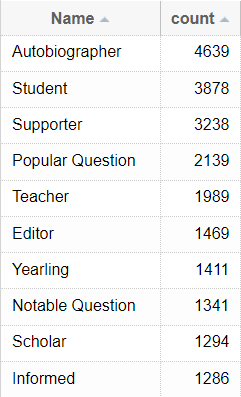 Name count
Autobiographer 4639
Student 3878
Supporter 3238
Popular Question 2139
Teacher 1989
Editor 1469
Yearling 1411
Notable Question 1341
Scholar 1294
Informed 1286